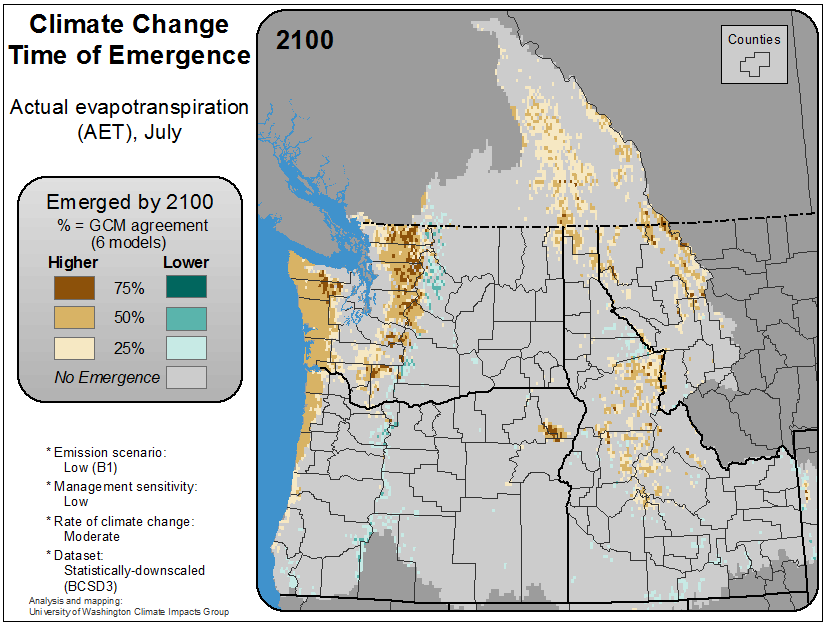 Climate Change
Time of Emergence
Actual evapotranspiration
(AET), July
Emerged by 2100
% = GCM agreement
(6 models)
Higher Lower
75%
50%
25%
No Emergence
* Emission scenario:
Low (B1)
* Management sensitivity:
Low
* Rate of climate change:
Moderate
* Dataset:
Statistically-downscaled
(BCSD3)
Analysis and mapping:
University of Washington Climate Impacts Group
2100
Counties